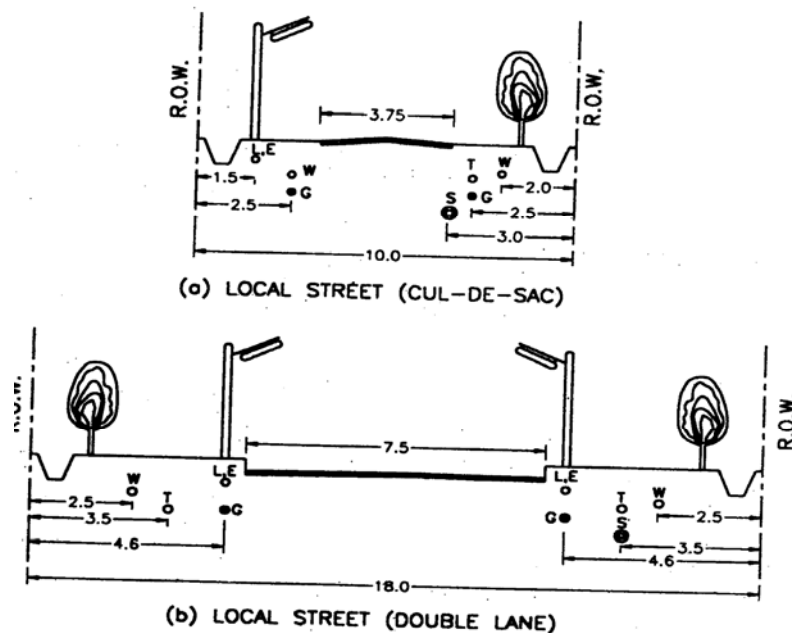 R.O.W.
R.O.W,
3.75
L,E
W
T
W
1.5
G
S
G
2.0
2.5
2.5
3.0
10.0
(a) LOCAL STREET (CUL-DE-SAC)
R.O.W.
R.O.W
7.5
L,E
L,E
W
T
G
G
T
W
S
2.5
2.5
3.5
3.5
4.6
4.6
18.0
(b) LOCAL STREET (DOUBLE LANE)